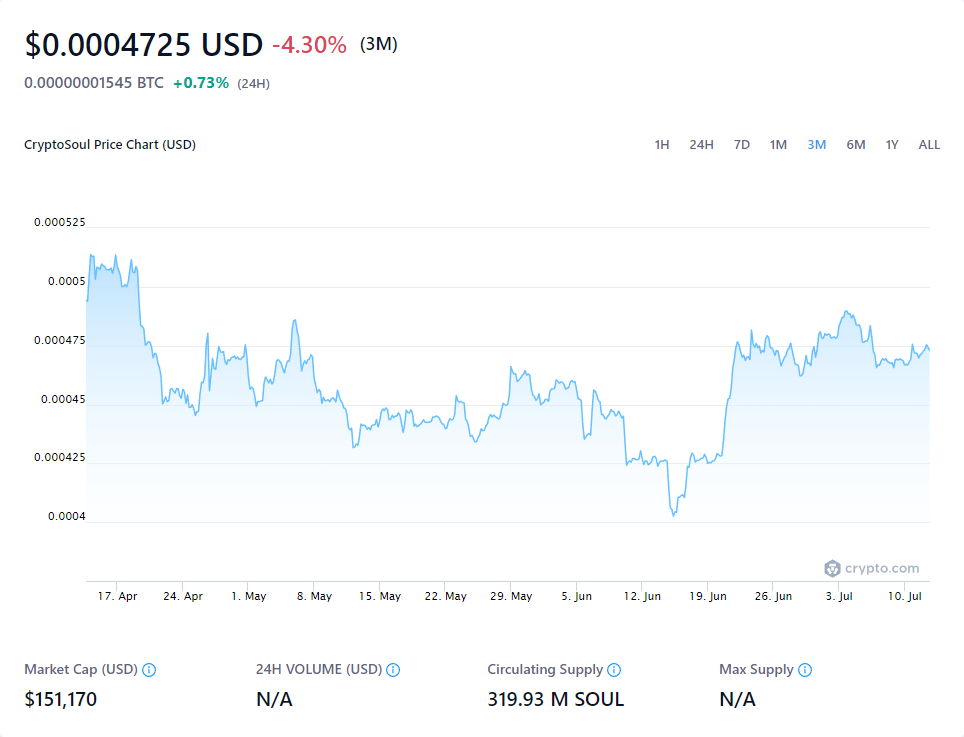 $0.0004725 USD -4.30% (3M)
0.00000001545 BTC +0.73% (24H)
CryptoSoul Price Chart (USD)
1H 24H 7D 1M 3M 6M 1Y ALL
0.000525
0.0005
0.000475
0.00045
0.000425
0.0004
crypto.com
17. Apr 24. Apr 1. May 8. May 15. May 22. May 29. May 5. Jun 12. Jun 19. Jun 26. Jun 3. Jul 10. Jul
Market Cap (USD) 24H VOLUME (USD) Circulating Supply Max Supply
$151,170 N/A 319.93 M SOUL N/A